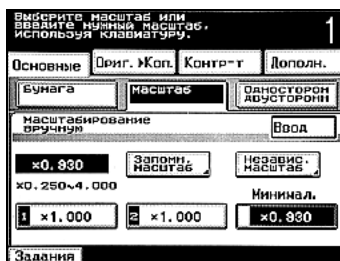 Выберите масштаб или
введите нужный масштаб,
используя клавиатуру.
1
Основные Ориг.>Коп. Контр-т Дополн.
Бумага Масштаб Односторон
Двусторонн
Масштабирование
вручную
Ввод
×0.930 Запомн. Независ.
масштаб масштаб
×0.250~4.000
Минимал.
1 ×1.000 2 ×1.000 ×0.930
Задания